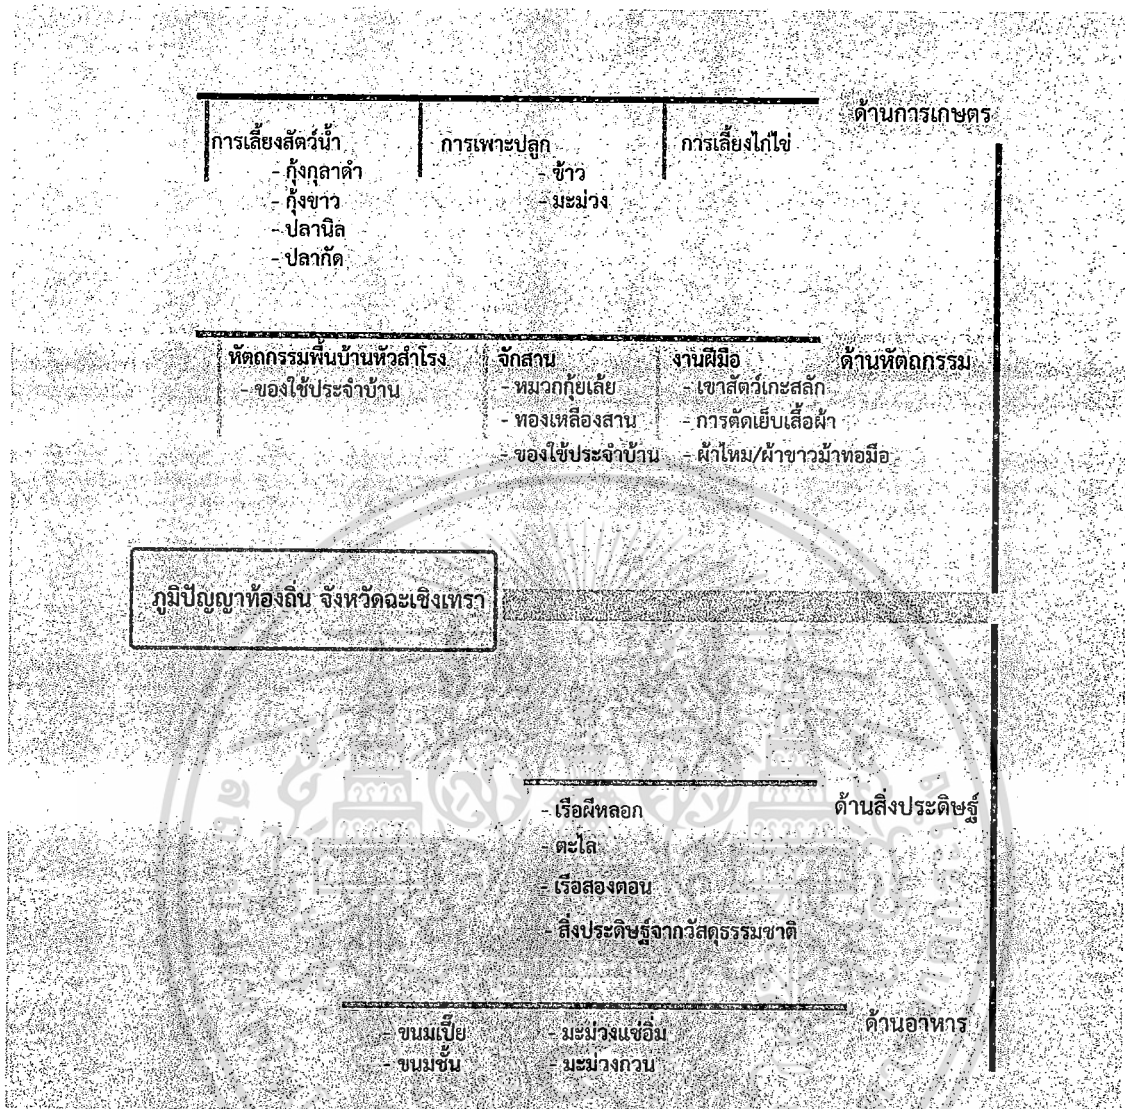 ด้านการเกษตร
การเลี้ยงสัตว์น้ำ
- กุ้งกุลาดำ
- กุ้งขาว
- ปลานิล
- ปลากัด
การเพาะปลูก
- ข้าว
- มะม่วง
การเลี้ยงไก่ไข่
ด้านหัตถกรรม
หัตถกรรมพื้นบ้านหัวสำโรง
- ของใช้ประจำบ้าน
จักสาน
- หมวกกุ้ยเล้ย
- ทองเหลืองสาน
- ของใช้ประจำบ้าน
งานฝีมือ
- เขาสัตว์เกะสลัก
- การตัดเย็บเสื้อผ้า
- ผ้าไหม/ผ้าขาวม้าทอมือ
ภูมิปัญญาท้องถิ่น จังหวัดฉะเชิงเทรา
ด้านสิ่งประดิษฐ์
- เรือผีหลอก
- ตะไล
- เรือสองตอน
- สิ่งประดิษฐ์จากวัสดุธรรมชาติ
ด้านอาหาร
- ขนมเปี๊ย
- ขนมชั้น
- มะม่วงแช่อิ่ม
- มะม่วงกวน